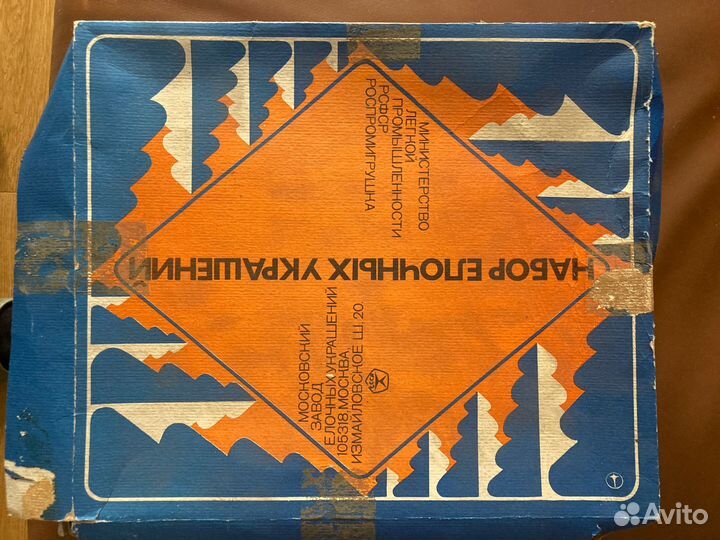 МИНИСТЕРСТВО
ЛЕГКОЙ
ПРОМЫШЛЕННОСТИ
РСФСР
РОСПРОМИГРУШКА
НАБОР ЕЛОЧНЫХ УКРАШЕНИЙ
МОСКОВСКИЙ
ЗАВОД
ЕЛОЧНЫХ УКРАШЕНИЙ
105318. МОСКВА.
ИЗМАЙЛОВСКОЕ Ш. 20.
Avito